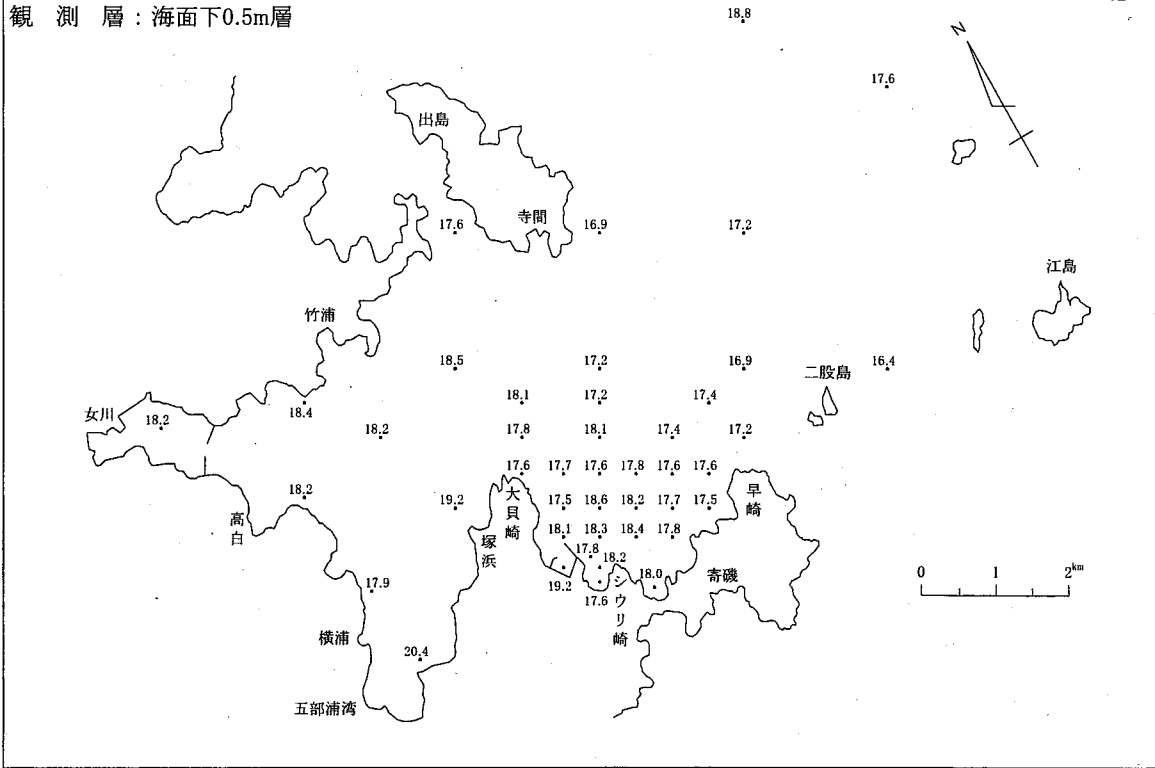 観 測 層：海面下0.5m層
18.8
N
17.6
出島
寺間
17.6 16.9 17.2
江島
竹浦
18.5 17.2 16.9 16.4
二股島
18.1 17.2 17.4
女川
18.2 18.4
18.2 17.8 18.1 17.4 17.2
17.6 17.7 17.6 17.8 17.6 17.6
大貝崎
早崎
18.2 19.2 17.5 18.6 18.2 17.7 17.5
高白
塚浜
18.1 18.3 18.4 17.8
17.8 18.2
19.2 17.6 18.0
シウリ崎
寄磯
0 1 2km
17.9
横浦
20.4
五部浦湾